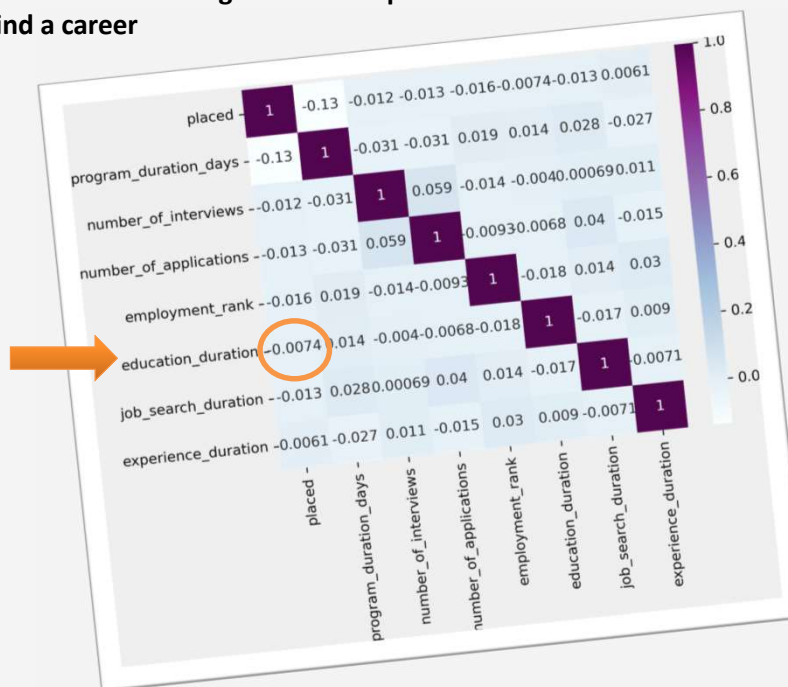 find a career
1.0
placed - 1 -0.13 -0.012 -0.013 -0.016 -0.0074 -0.013 0.0061
0.8
program_duration_days - -0.13 1 -0.031 -0.031 0.019 0.014 0.028 -0.027
0.6
number_of_interviews - -0.012 -0.031 1 0.059 -0.014 -0.004 0.00069 0.011
number_of_applications - -0.013 -0.031 0.059 1 -0.0093 0.0068 0.04 -0.015
0.4
employment_rank - -0.016 0.019 -0.014 -0.0093 1 -0.018 0.014 0.03
0.2
education_duration -0.0074 0.014 -0.004 -0.0068 -0.018 1 -0.017 0.009
0.0
job_search_duration - -0.013 0.028 0.00069 0.04 0.014 -0.017 1 -0.0071
experience_duration -0.0061 -0.027 0.011 -0.015 0.03 0.009 -0.0071 1
placed -
program_duration_days -
number_of_interviews -
number_of_applications -
employment_rank -
education_duration -
job_search_duration -
experience_duration -